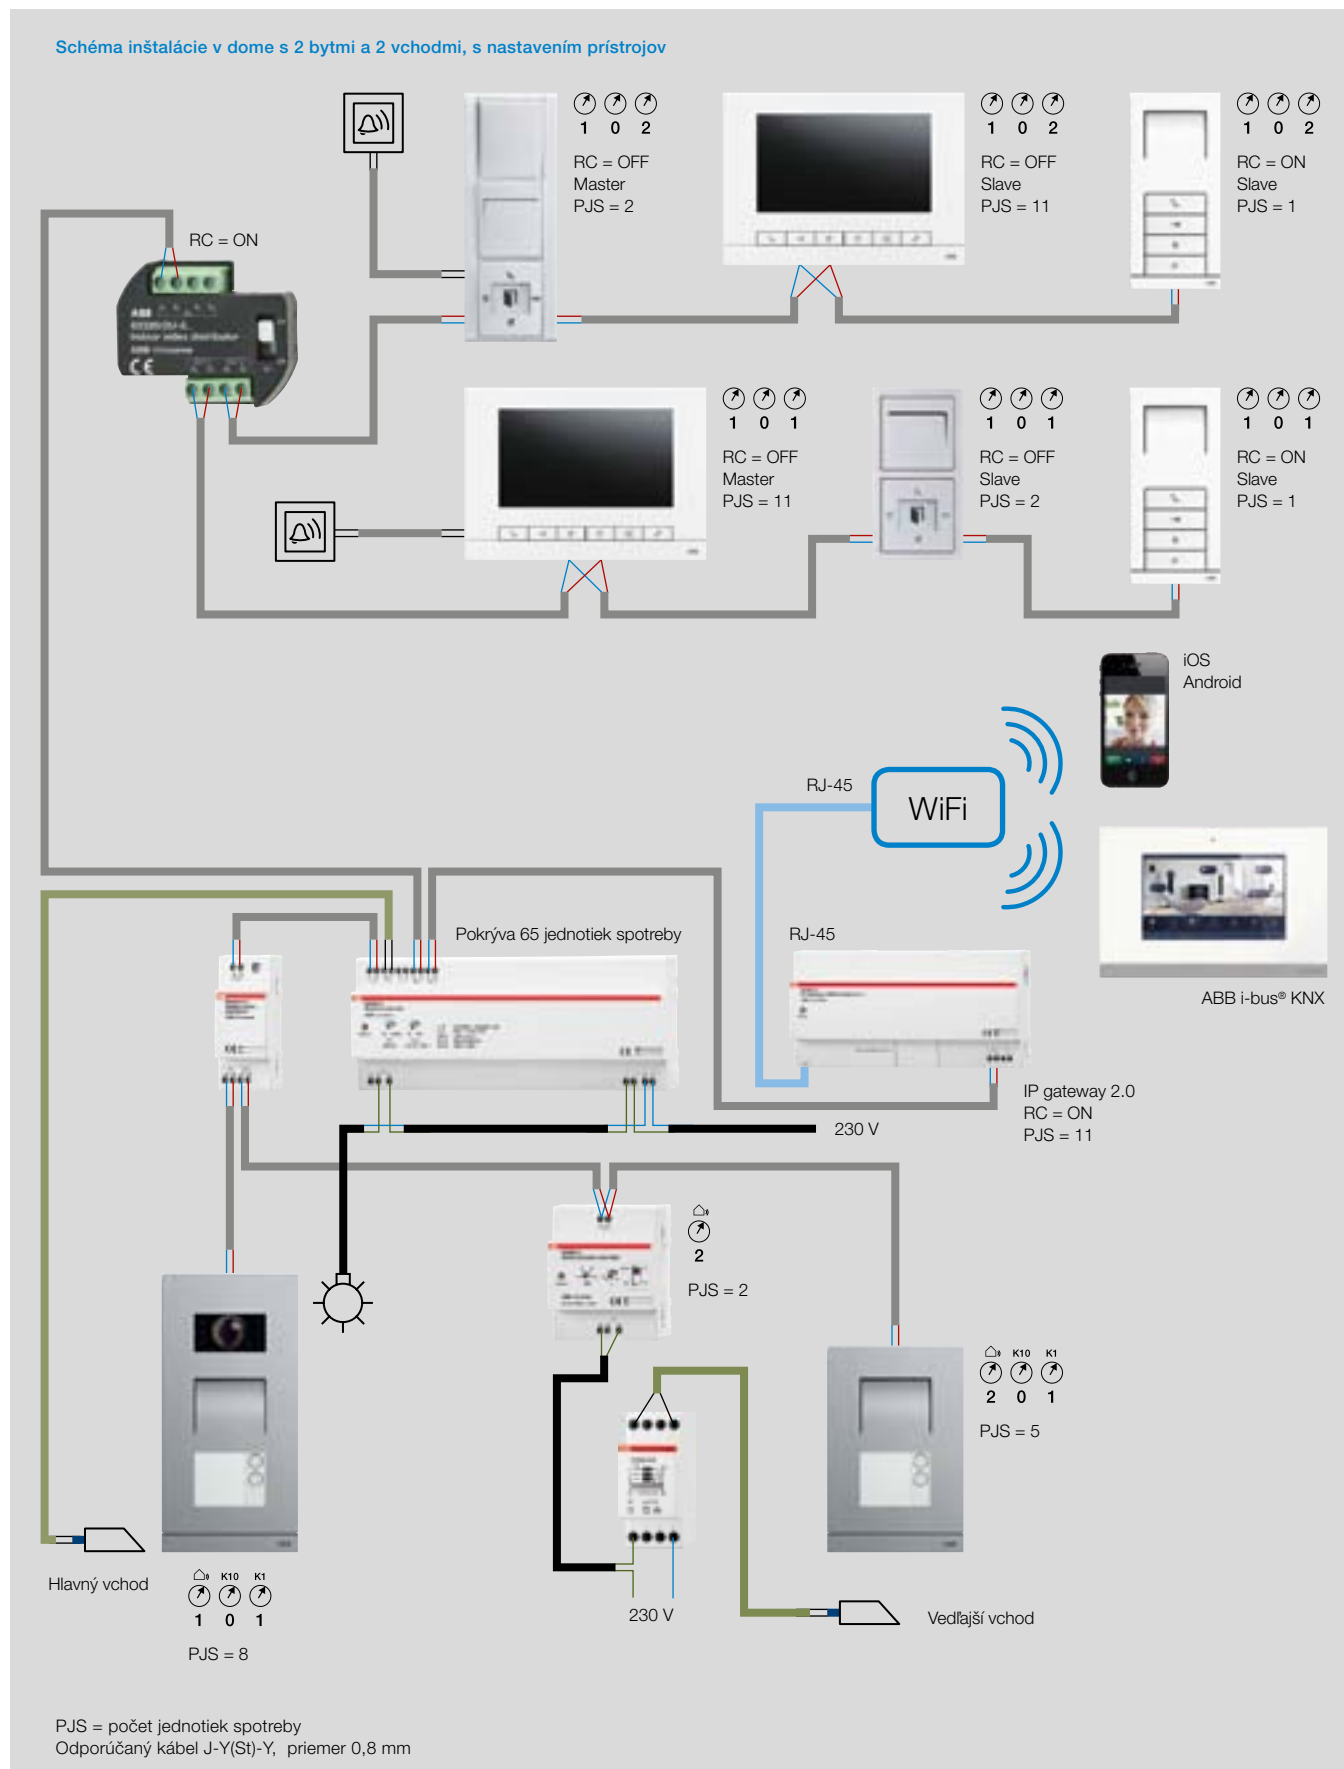 Schéma inštalácie v dome s 2 bytmi a 2 vchodmi, s nastavením prístrojov
1 0 2
RC = OFF
Master
PJS = 2
1 0 2
RC = OFF
Slave
PJS = 11
1 0 2
RC = ON
Slave
PJS = 1
RC = ON
ABB
Indoor video distributor
CE
1 0 1
RC = OFF
Master
PJS = 11
1 0 1
RC = OFF
Slave
PJS = 2
1 0 1
RC = ON
Slave
PJS = 1
iOS
Android
RJ-45
WiFi
Pokrýva 65 jednotiek spotreby
RJ-45
ABB i-bus® KNX
IP gateway 2.0
RC = ON
PJS = 11
230 V
2
PJS = 2
K10 K1
2 0 1
PJS = 5
Hlavný vchod
K10 K1
1 0 1
PJS = 8
230 V
Vedľajší vchod
PJS = počet jednotiek spotreby
Odporúčaný kábel J-Y(St)-Y, priemer 0,8 mm